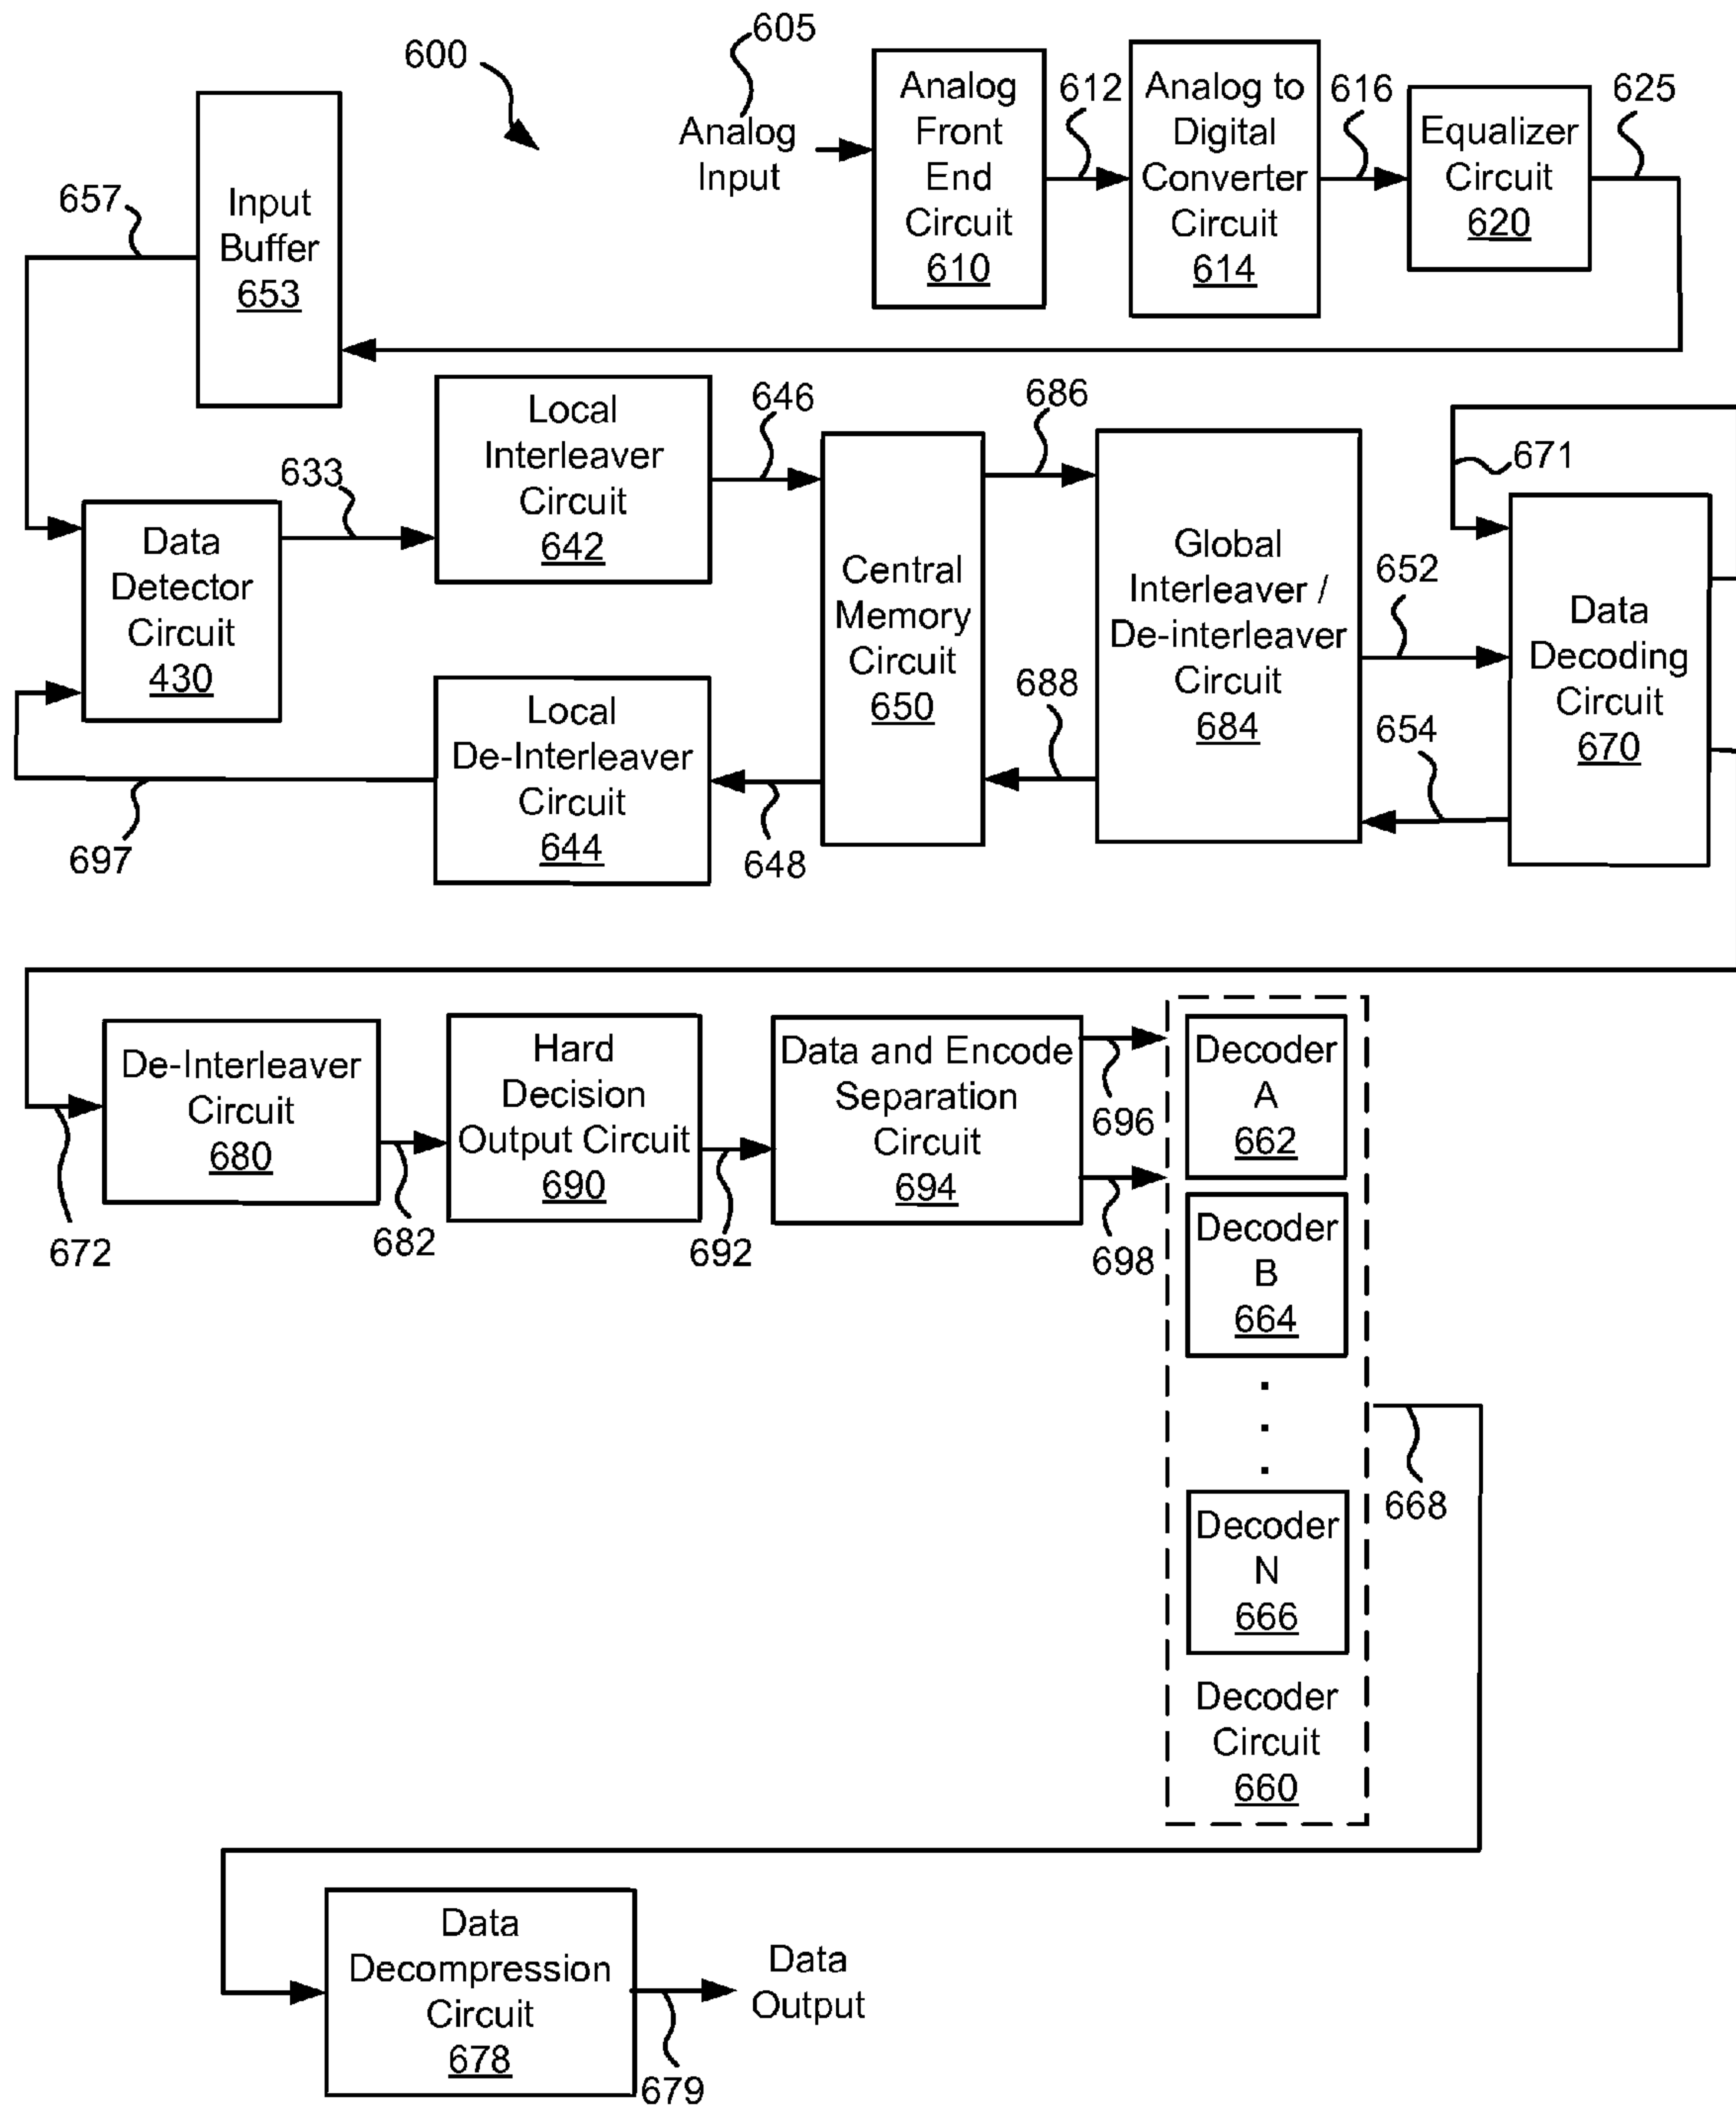 600
605
Analog
Input
Analog
Front
End
Circuit
610
612
Analog to
Digital
Converter
Circuit
614
616
Equalizer
Circuit
620
625
657
Input
Buffer
653
Data
Detector
Circuit
430
633
Local
Interleaver
Circuit
642
646
Central
Memory
Circuit
650
686
Global
Interleaver /
De-interleaver
Circuit
684
652
671
Data
Decoding
Circuit
670
654
688
648
Local
De-Interleaver
Circuit
644
697
672
De-Interleaver
Circuit
680
682
Hard
Decision
Output Circuit
690
692
Data and Encode
Separation
Circuit
694
696
698
Decoder
A
662
Decoder
B
664
Decoder
N
666
Decoder
Circuit
660
668
Data
Decompression
Circuit
678
679
Data
Output